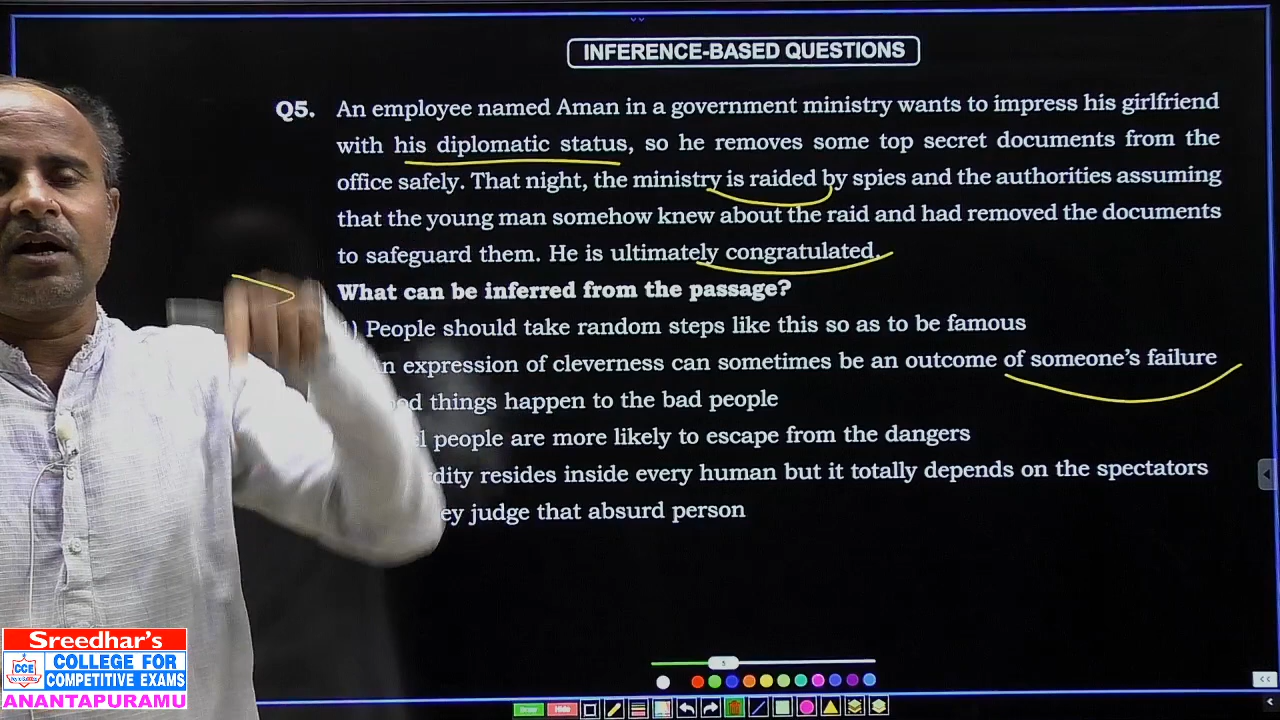 INFERENCE-BASED QUESTIONS
Q5. An employee named Aman in a government ministry wants to impress his girlfriend
with his diplomatic status, so he removes some top secret documents from the
office safely. That night, the ministry is raided by spies and the authorities assuming
that the young man somehow knew about the raid and had removed the documents
to safeguard them. He is ultimately congratulated.
What can be inferred from the passage?
1) People should take random steps like this so as to be famous
expression of cleverness can sometimes be an outcome of someone's failure
things happen to the bad people
people are more likely to escape from the dangers
resides inside every human but it totally depends on the spectators
judge that absurd person
Sreedhar's
CCE
COLLEGE FOR
COMPETITIVE EXAMS
ANANTAPURAMU
Draw Hide